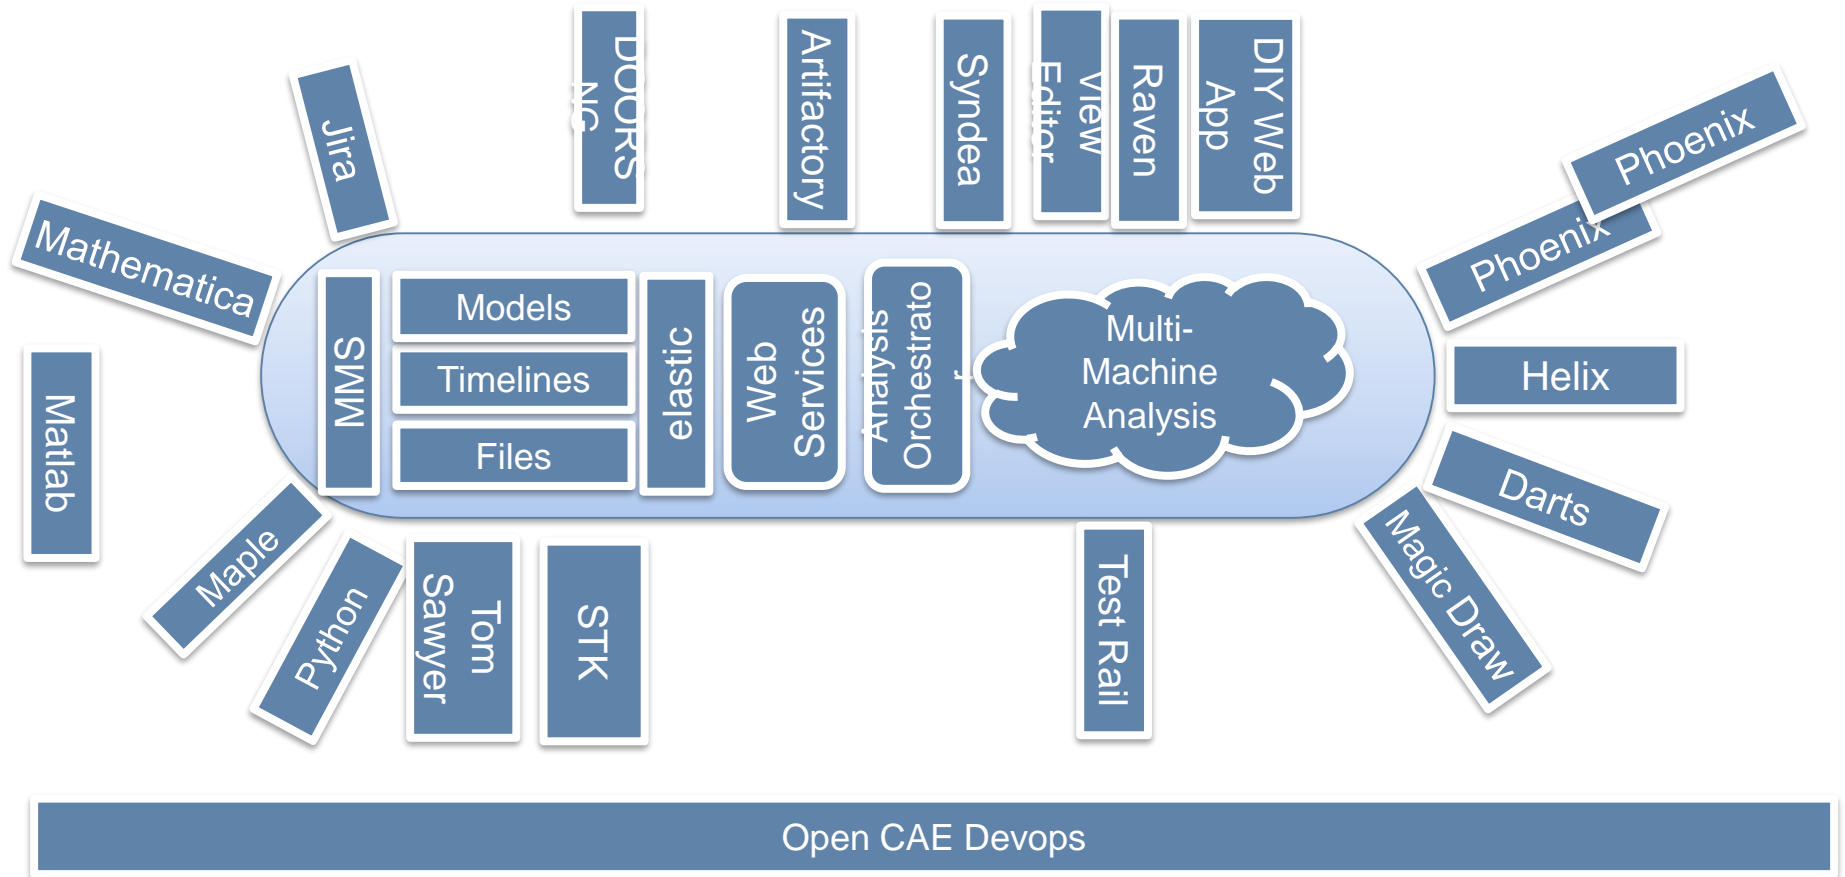 DOORS
NG
Artifactory
Syndea
View
Editor
Raven
DIY Web
App
Jira
Phoenix
Phoenix
Mathematica
MMS
Models
Timelines
Files
elastic
Web
Services
Analysis
Orchestrato
r
Multi-
Machine
Analysis
Helix
Matlab
Darts
Maple
Python
Tom
Sawyer
STK
Test Rail
Magic Draw
Open CAE Devops